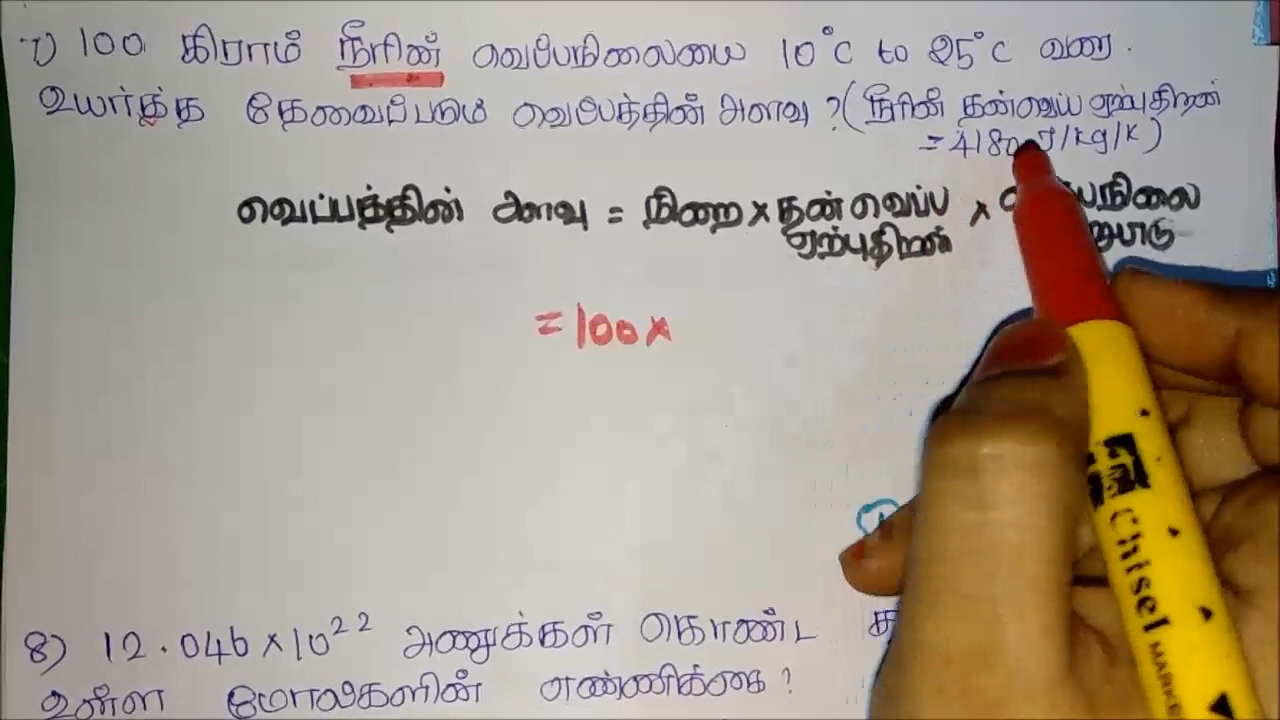 7) 100 கிராம் நீரின் வெப்பநிலையை 10°C to 25°C வரை.
உயர்த்த தேவைப்படும் வெப்பத்தின் அளவு ? ( நீரின் தன்வெப்ப ஏற்புதிறன்
= 4180 J/kg/K )
வெப்பத்தின் அளவு = நிறை × தன் வெப்ப ×
ஏற்புதிறன்
= 100 ×
8) 12.046 × 10²² அணுக்கள் கொண்ட
உள்ள மோல்களின் எண்ணிக்கை ?
Chisel
MARKE